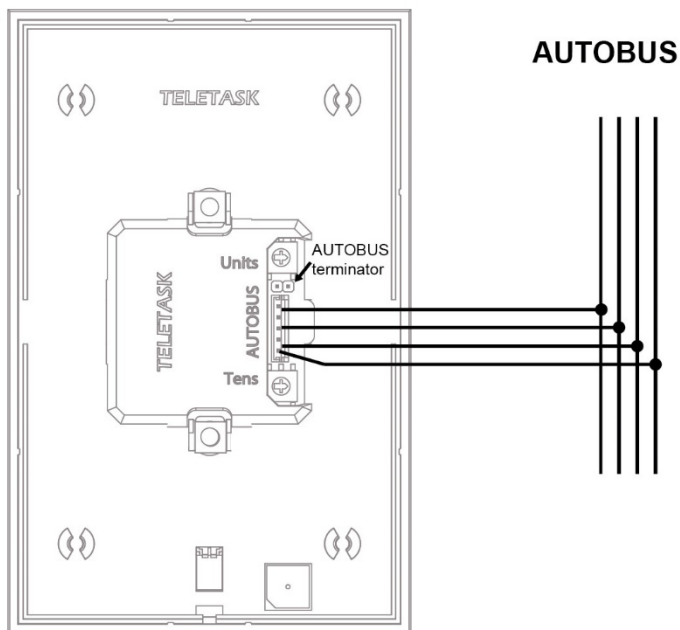 AUTOBUS
TELETASK
Units
AUTOBUS
terminator
TELETASK
AUTOBUS
Tens